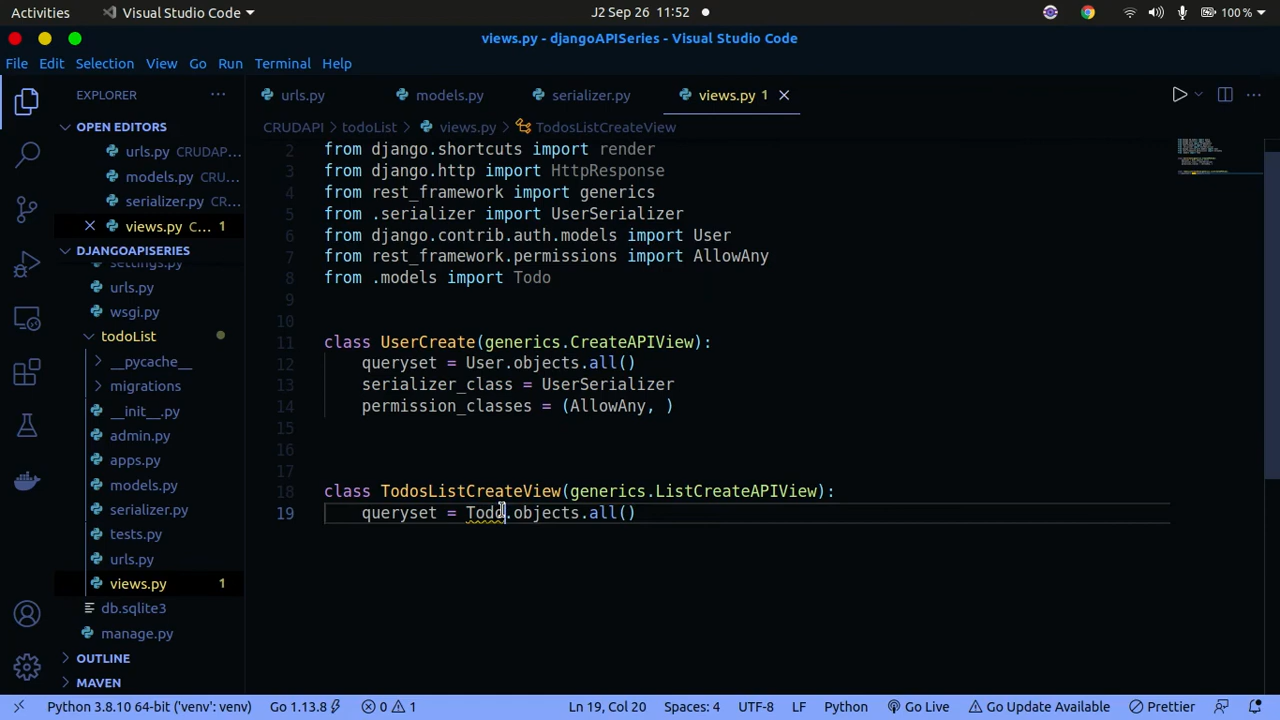 Activities
Visual Studio Code
J2 Sep 26 11:52
100 %
views.py - djangoAPISeries - Visual Studio Code
File Edit Selection View Go Run Terminal Help
EXPLORER
urls.py
models.py
serializer.py
views.py 1
OPEN EDITORS
CRUDAPI
todoList
views.py
TodosListCreateView
urls.py CRUDAP...
models.py CRU...
serializer.py CR...
views.py C... 1
DJANGOAPISERIES
settings.py
urls.py
wsgi.py
todoList
__pycache__
migrations
__init__.py
admin.py
apps.py
models.py
serializer.py
tests.py
urls.py
views.py 1
db.sqlite3
manage.py
OUTLINE
MAVEN
2 from django.shortcuts import render
3 from django.http import HttpResponse
4 from rest_framework import generics
5 from .serializer import UserSerializer
6 from django.contrib.auth.models import User
7 from rest_framework.permissions import AllowAny
8 from .models import Todo
9
10
11 class UserCreate(generics.CreateAPIView):
12 queryset = User.objects.all()
13 serializer_class = UserSerializer
14 permission_classes = (AllowAny, )
15
16
17
18 class TodosListCreateView(generics.ListCreateAPIView):
19 queryset = Todo.objects.all()
Python 3.8.10 64-bit ('venv': venv) Go 1.13.8 0 1 Ln 19, Col 20 Spaces: 4 UTF-8 LF Python Go Live Go Update Available Prettier